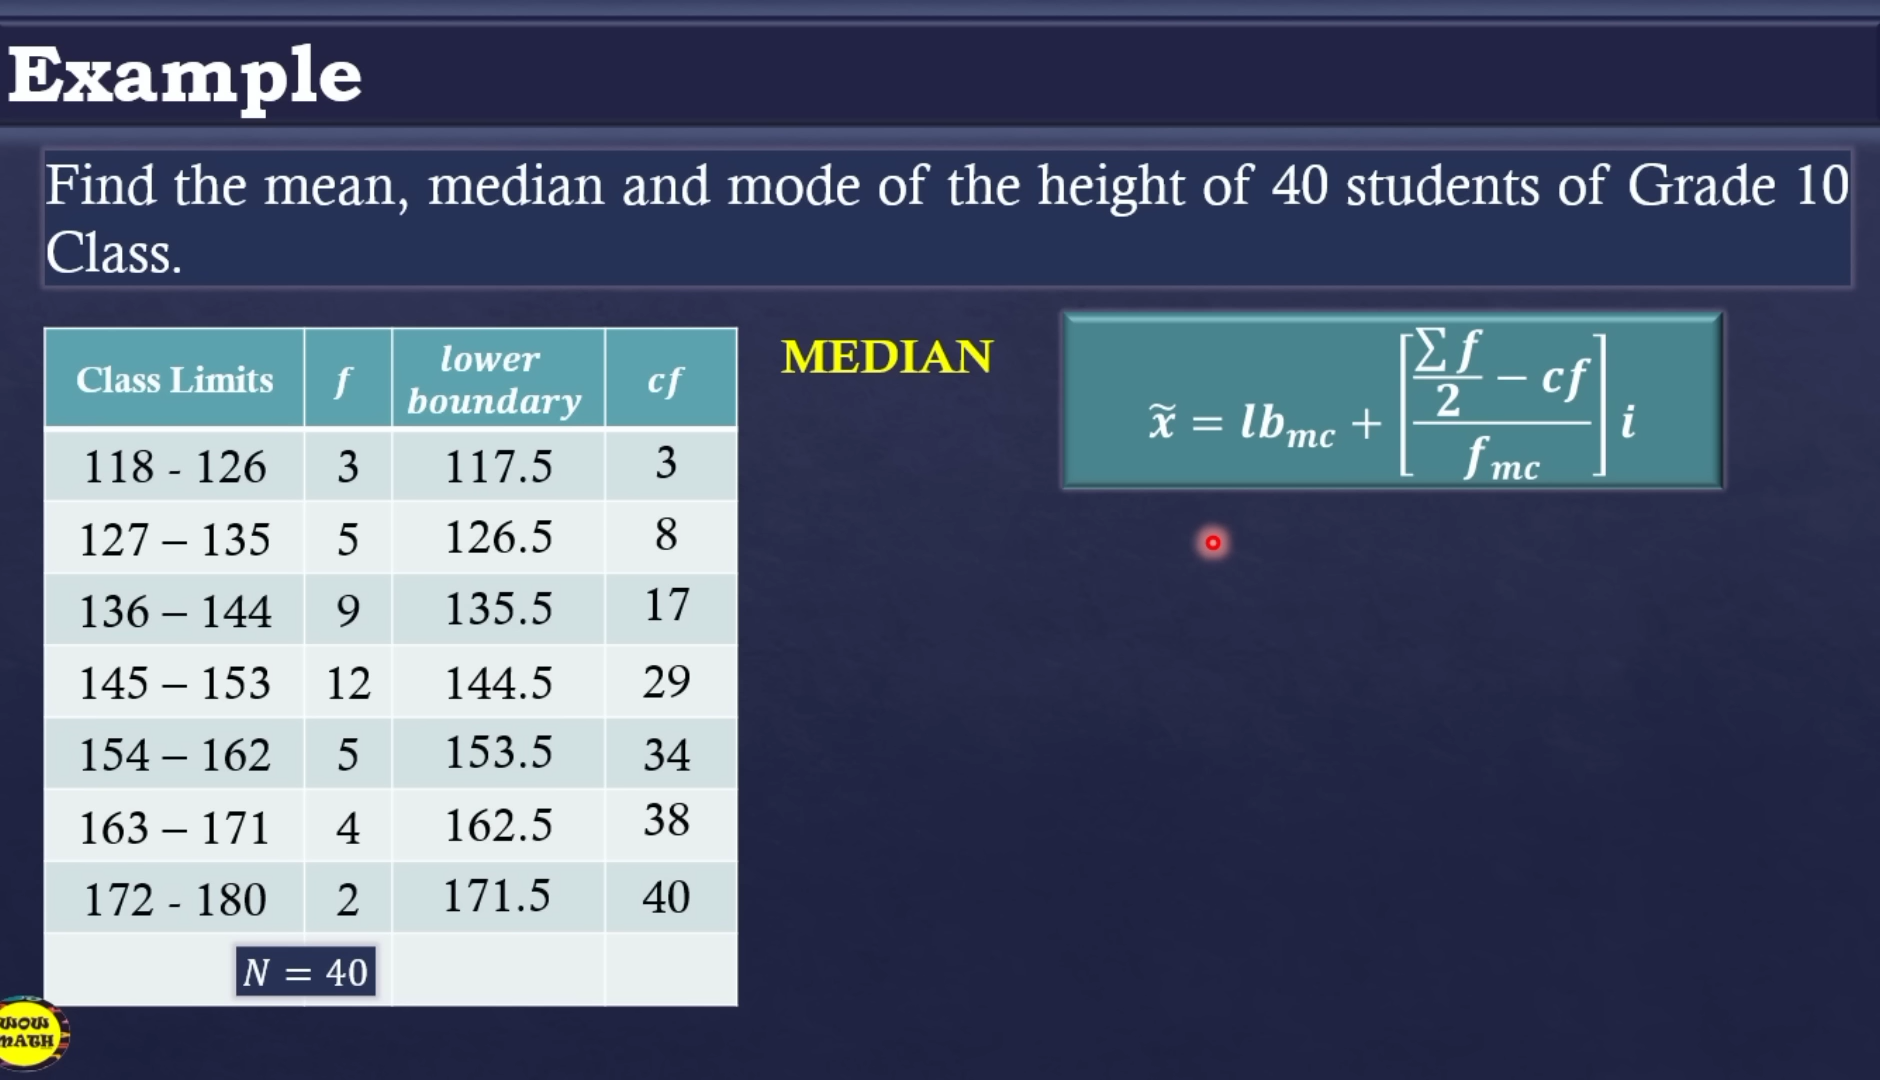 Example
Find the mean, median and mode of the height of 40 students of Grade 10
Class.
Class Limits f lower boundary cf
118 - 126 3 117.5 3
127 – 135 5 126.5 8
136 – 144 9 135.5 17
145 – 153 12 144.5 29
154 – 162 5 153.5 34
163 – 171 4 162.5 38
172 - 180 2 171.5 40
N = 40
MEDIAN
x̃ = lb_mc + [(∑f/2 − cf)/f_mc] i
WOW
MATH